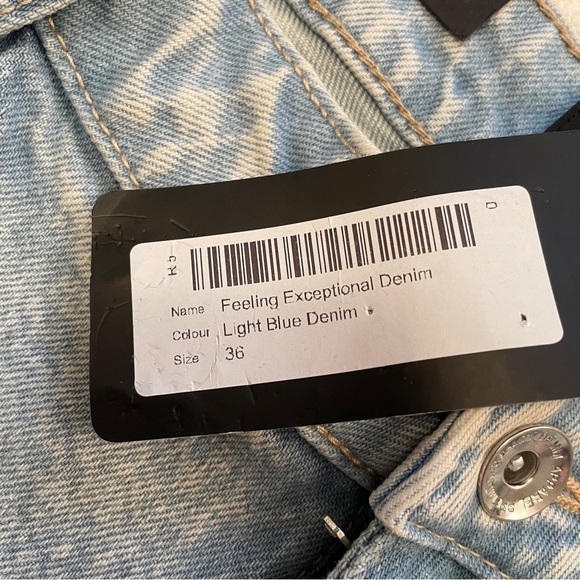 Name Feeling Exceptional Denim
Colour Light Blue Denim
Size 36